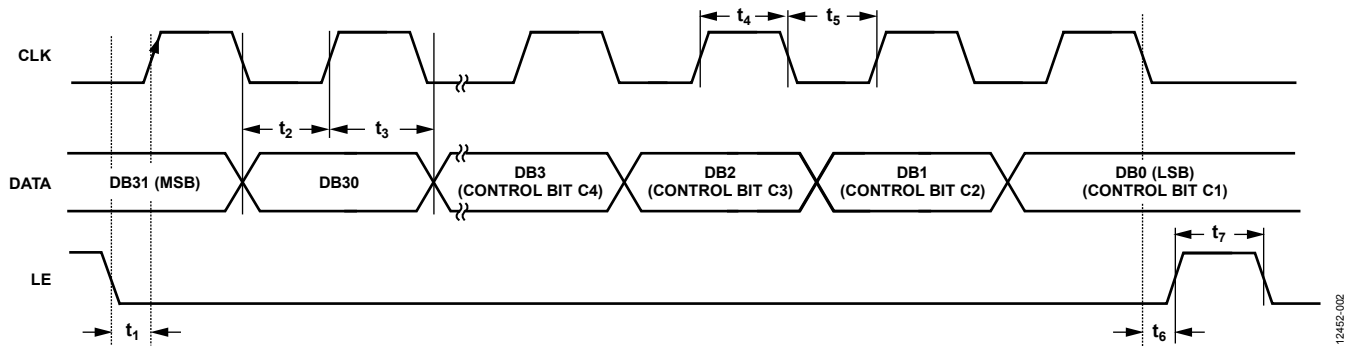 CLK
t4
t5
t2
t3
DATA
DB31 (MSB)
DB30
DB3
(CONTROL BIT C4)
DB2
(CONTROL BIT C3)
DB1
(CONTROL BIT C2)
DB0 (LSB)
(CONTROL BIT C1)
LE
t7
t1
t6
12452-002